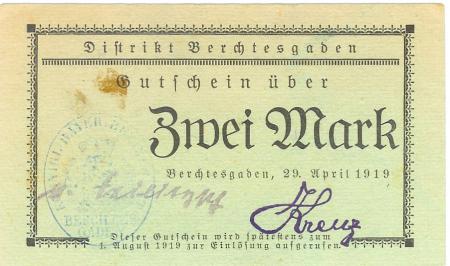 Distrikt Berchtesgaden
Gutschein über
Zwei Mark
Berchtesgaden, 29. April 1919
Krenz
Dieser Gutschein wird spätestens zum
1. August 1919 zur Einlösung aufgerufen.